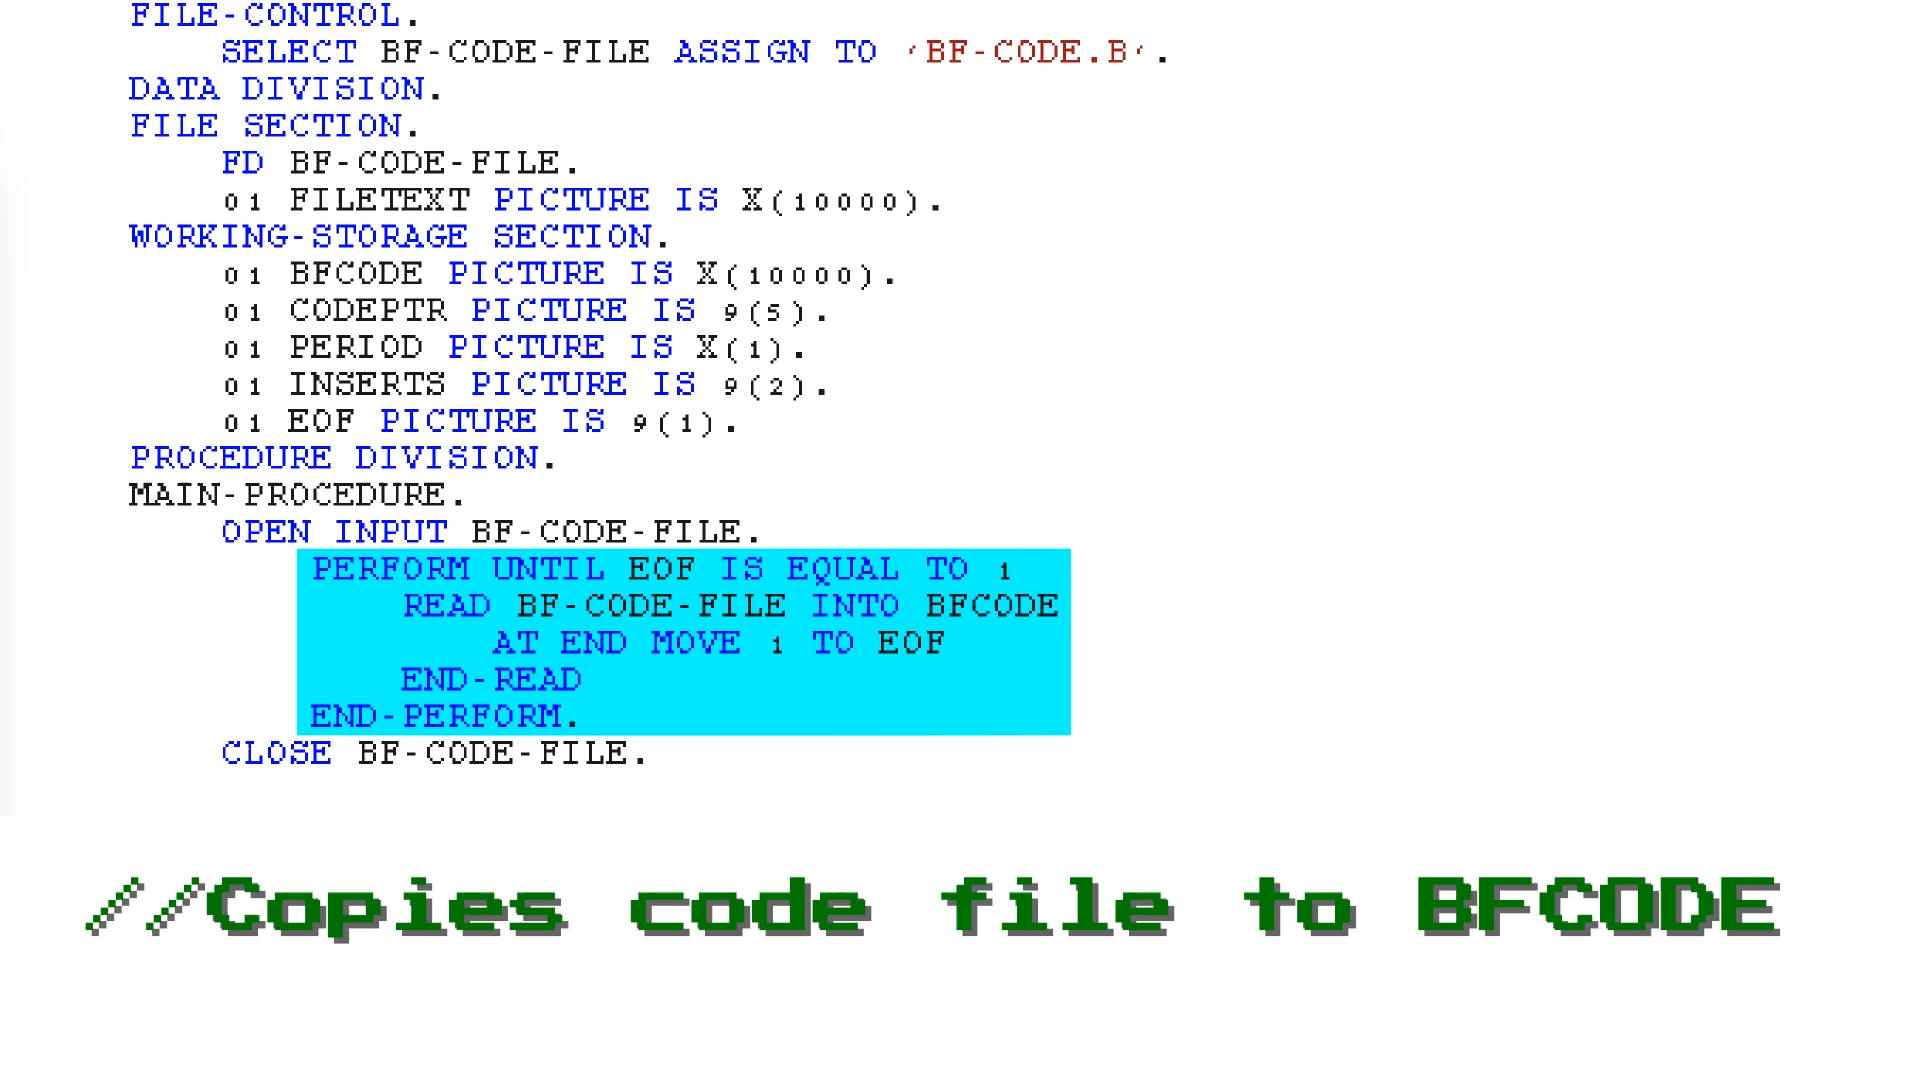 FILE-CONTROL.
SELECT BF-CODE-FILE ASSIGN TO 'BF-CODE.B'.
DATA DIVISION.
FILE SECTION.
FD BF-CODE-FILE.
01 FILETEXT PICTURE IS X(10000).
WORKING-STORAGE SECTION.
01 BFCODE PICTURE IS X(10000).
01 CODEPTR PICTURE IS 9(5).
01 PERIOD PICTURE IS X(1).
01 INSERTS PICTURE IS 9(2).
01 EOF PICTURE IS 9(1).
PROCEDURE DIVISION.
MAIN-PROCEDURE.
OPEN INPUT BF-CODE-FILE.
PERFORM UNTIL EOF IS EQUAL TO 1
READ BF-CODE-FILE INTO BFCODE
AT END MOVE 1 TO EOF
END-READ
END-PERFORM.
CLOSE BF-CODE-FILE.
//Copies code file to BFCODE